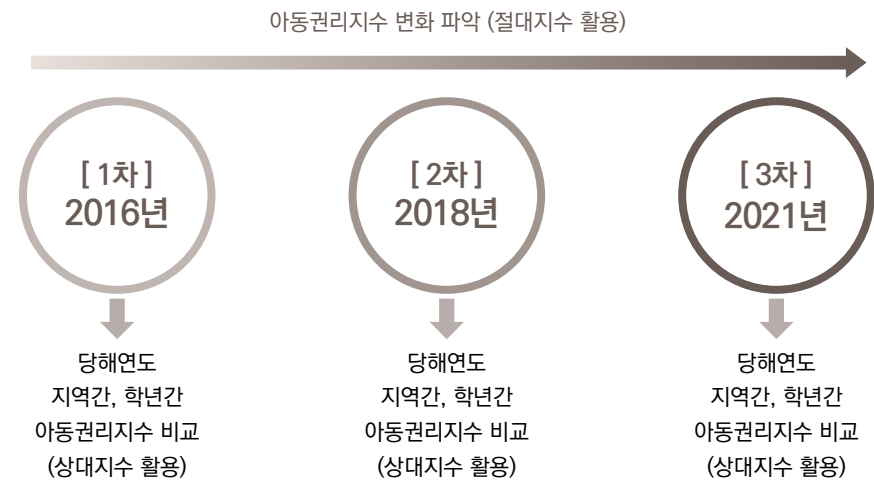 아동권리지수 변화 파악 (절대지수 활용)
[ 1차 ]
2016년
[ 2차 ]
2018년
[ 3차 ]
2021년
당해연도
지역간, 학년간
아동권리지수 비교
(상대지수 활용)
당해연도
지역간, 학년간
아동권리지수 비교
(상대지수 활용)
당해연도
지역간, 학년간
아동권리지수 비교
(상대지수 활용)